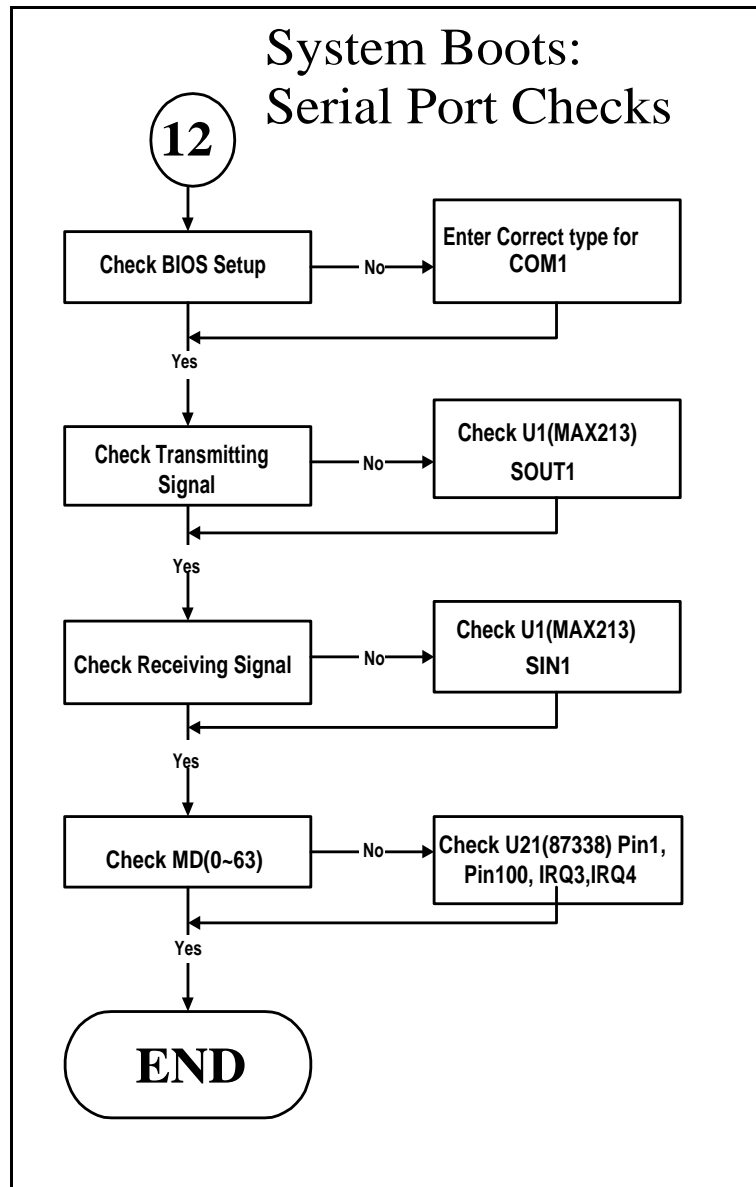 System Boots:
Serial Port Checks
12
Check BIOS Setup
No
Enter Correct type for
COM1
Yes
Check Transmitting
Signal
No
Check U1(MAX213)
SOUT1
Yes
Check Receiving Signal
No
Check U1(MAX213)
SIN1
Yes
Check MD(0~63)
No
Check U21(87338) Pin1,
Pin100, IRQ3,IRQ4
Yes
END